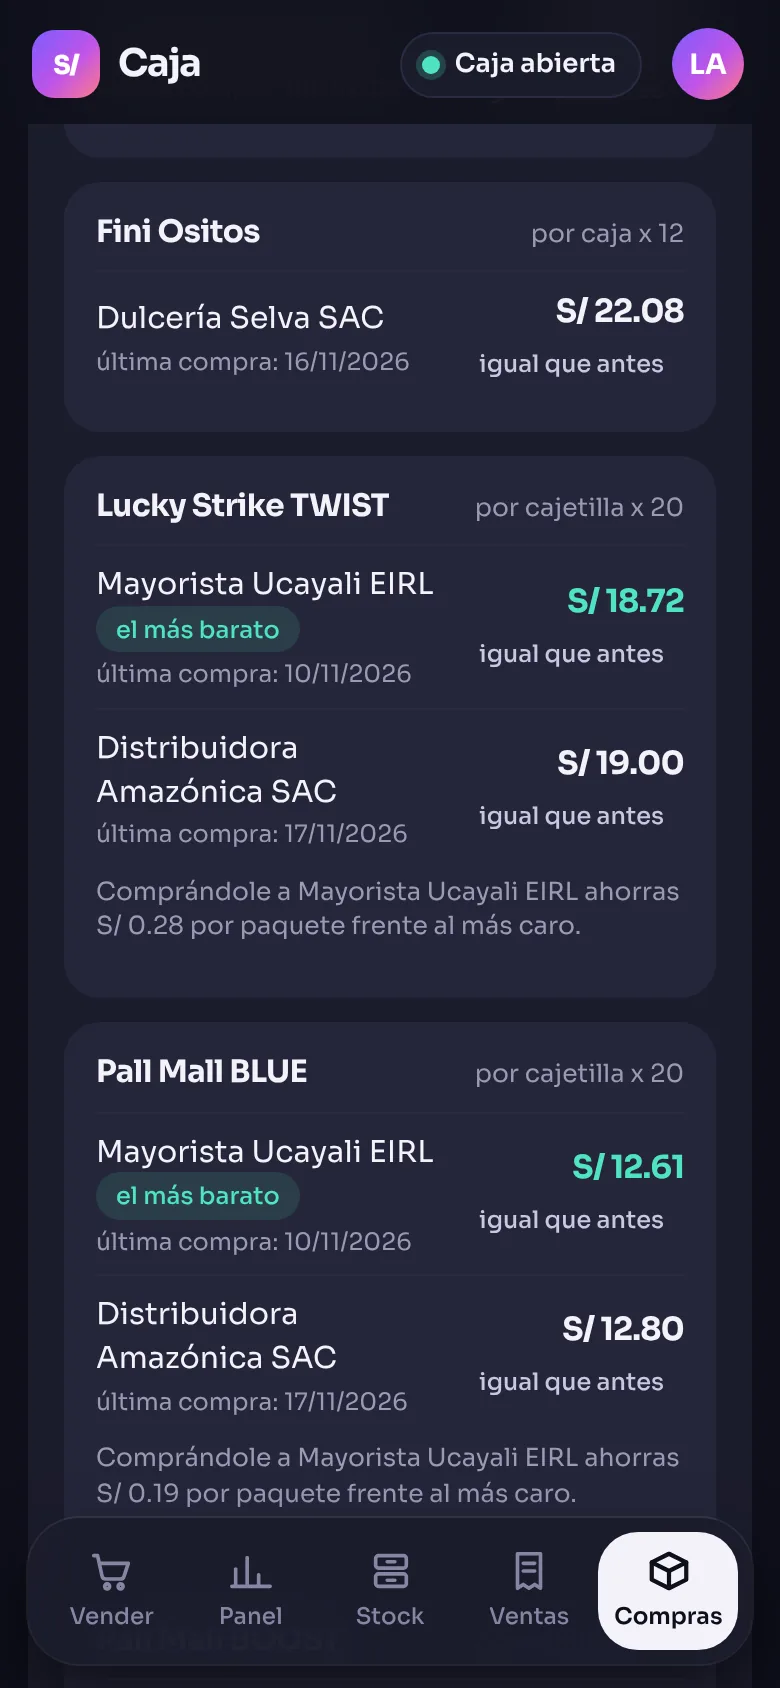 S/ Caja
Caja abierta
LA
Fini Ositos
por caja x 12
Dulcería Selva SAC
S/ 22.08
última compra: 16/11/2026
igual que antes
Lucky Strike TWIST
por cajetilla x 20
Mayorista Ucayali EIRL
el más barato
S/ 18.72
última compra: 10/11/2026
igual que antes
Distribuidora
Amazónica SAC
S/ 19.00
última compra: 17/11/2026
igual que antes
Comprándole a Mayorista Ucayali EIRL ahorras
S/ 0.28 por paquete frente al más caro.
Pall Mall BLUE
por cajetilla x 20
Mayorista Ucayali EIRL
el más barato
S/ 12.61
última compra: 10/11/2026
igual que antes
Distribuidora
Amazónica SAC
S/ 12.80
última compra: 17/11/2026
igual que antes
Comprándole a Mayorista Ucayali EIRL ahorras
S/ 0.19 por paquete frente al más caro.
Vender
Panel
Stock
Ventas
Compras